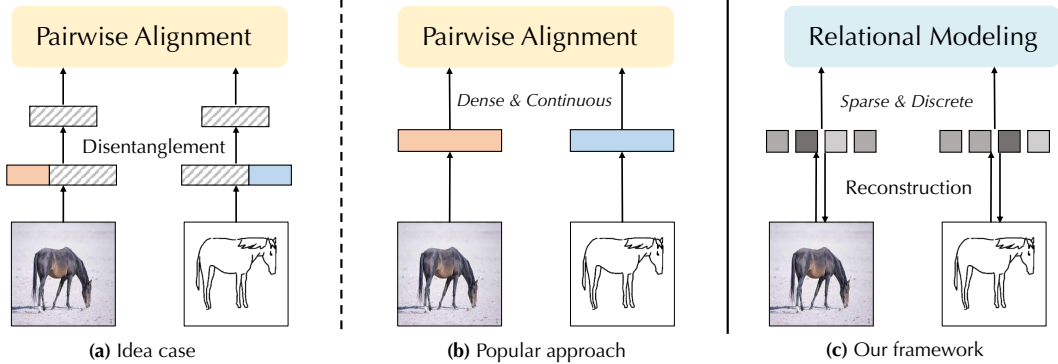 Pairwise Alignment
Disentanglement
(a) Idea case
Pairwise Alignment
Dense & Continuous
(b) Popular approach
Relational Modeling
Sparse & Discrete
Reconstruction
(c) Our framework